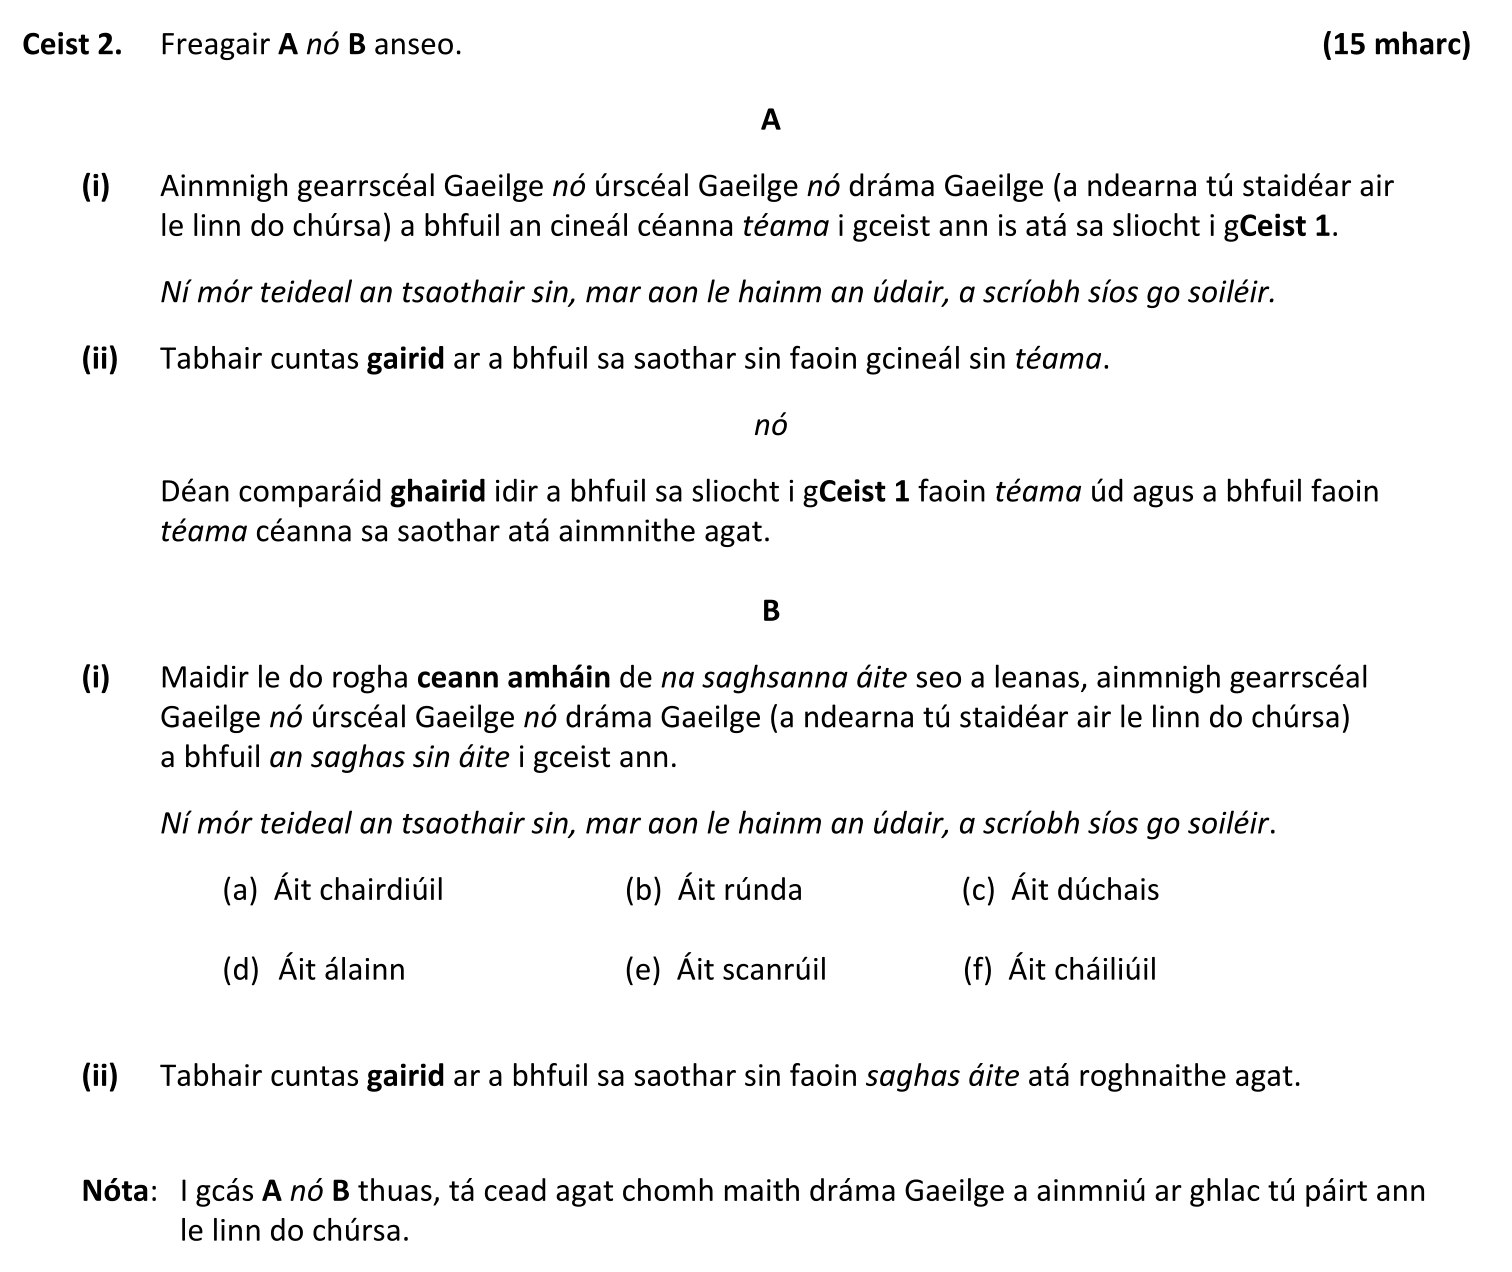 Ceist 2. Freagair A nó B anseo. (15 mharc)
A
(i) Ainmnigh gearrscéal Gaeilge nó úrscéal Gaeilge nó dráma Gaeilge (a ndearna tú staidéar air
le linn do chúrsa) a bhfuil an cineál céanna téama i gceist ann is atá sa sliocht i gCeist 1.
Ní mór teideal an tsaothair sin, mar aon le hainm an údair, a scríobh síos go soiléir.
(ii) Tabhair cuntas gairid ar a bhfuil sa saothar sin faoin gcineál sin téama.
nó
Déan comparáid ghairid idir a bhfuil sa sliocht i gCeist 1 faoin téama úd agus a bhfuil faoin
téama céanna sa saothar atá ainmnithe agat.
B
(i) Maidir le do rogha ceann amháin de na saghsanna áite seo a leanas, ainmnigh gearrscéal
Gaeilge nó úrscéal Gaeilge nó dráma Gaeilge (a ndearna tú staidéar air le linn do chúrsa)
a bhfuil an saghas sin áite i gceist ann.
Ní mór teideal an tsaothair sin, mar aon le hainm an údair, a scríobh síos go soiléir.
(a) Áit chairdiúil (b) Áit rúnda (c) Áit dúchais
(d) Áit álainn (e) Áit scanrúil (f) Áit cháiliúil
(ii) Tabhair cuntas gairid ar a bhfuil sa saothar sin faoin saghas áite atá roghnaithe agat.
Nóta: I gcás A nó B thuas, tá cead agat chomh maith dráma Gaeilge a ainmniú ar ghlac tú páirt ann
le linn do chúrsa.